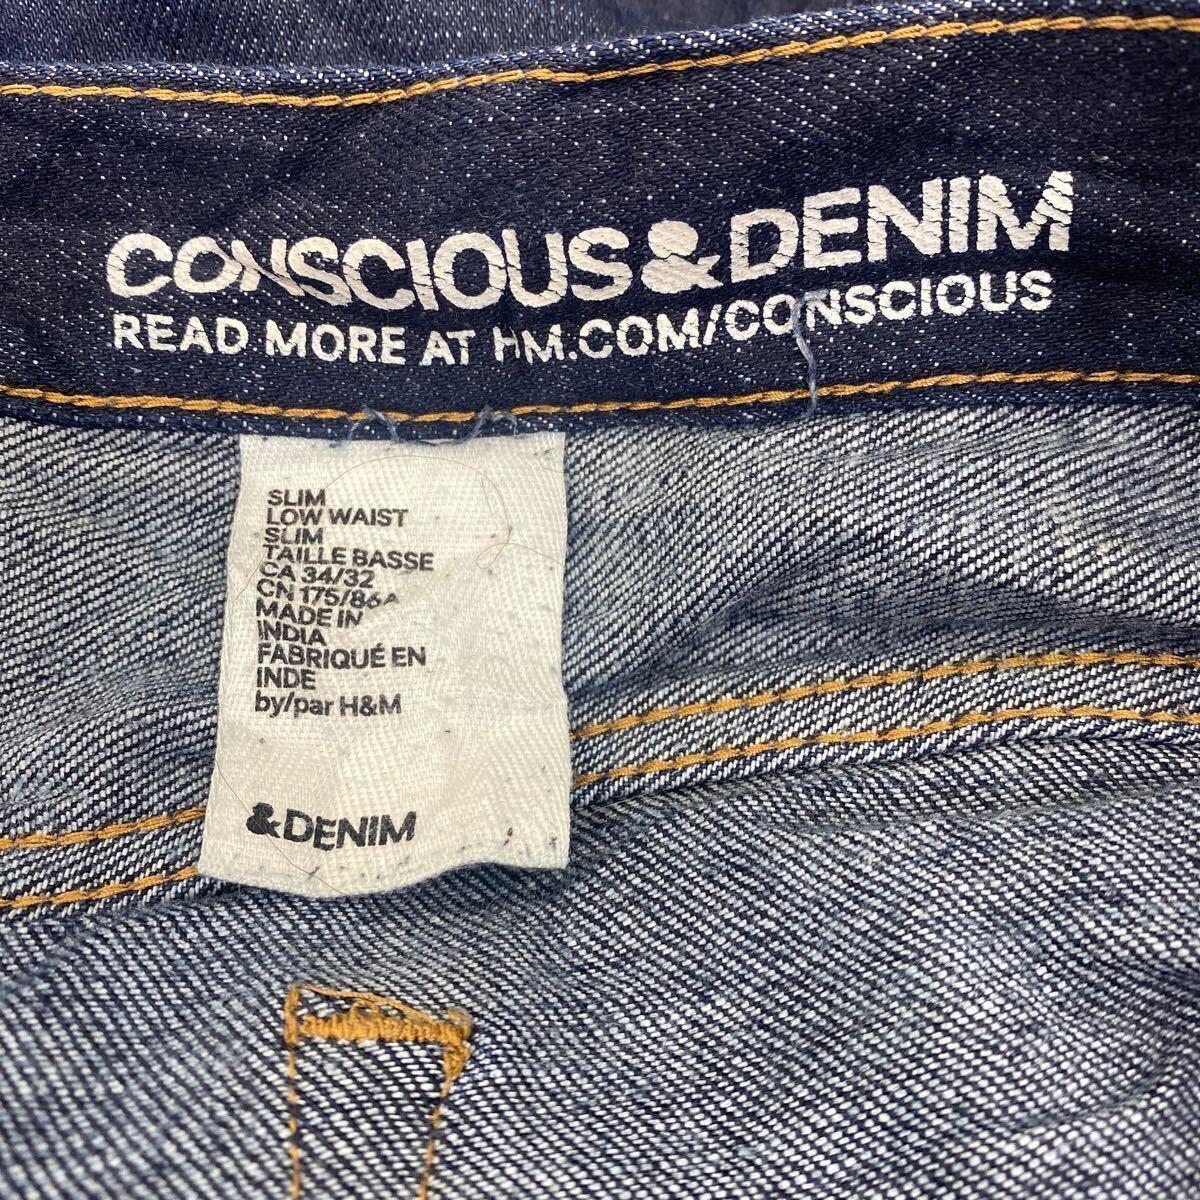 CONSCIOUS&DENIM
READ MORE AT HM.COM/CONSCIOUS
SLIM
LOW WAIST
SLIM
TAILLE BASSE
CA 34/32
CN 175/86A
MADE IN
INDIA
FABRIQUÉ EN
INDE
by/par H&M
&DENIM